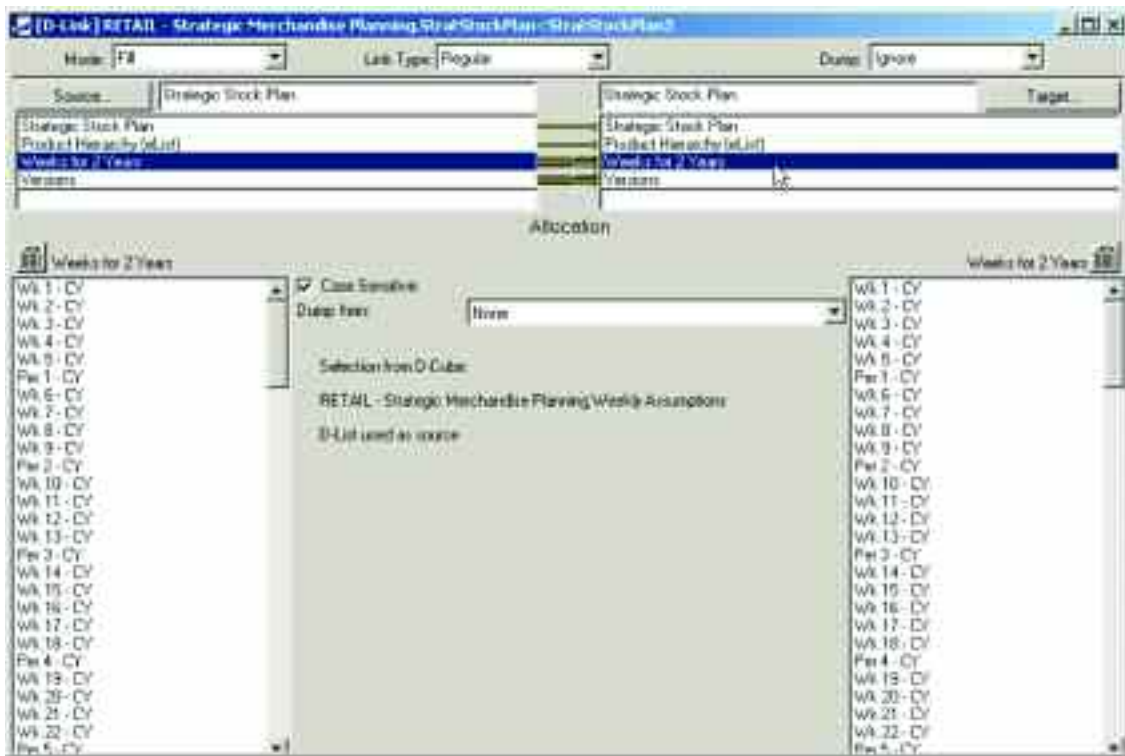 [D-Link] RETAIL - Strategic Merchandise Planning.StratStockPlan>StratStockPlan3
Mode: Fill Link Type: Regular Dump: Ignore
Source... Strategic Stock Plan Strategic Stock Plan Target...
Strategic Stock Plan Strategic Stock Plan
Product Hierarchy (eList) Product Hierarchy (eList)
Weeks for 2 Years Weeks for 2 Years
Versions Versions
Allocation
Weeks for 2 Years Weeks for 2 Years
Wk 1 - CY Case Sensitive Wk 1 - CY
Wk 2 - CY Dump Item: None Wk 2 - CY
Wk 3 - CY Wk 3 - CY
Wk 4 - CY Wk 4 - CY
Wk 5 - CY Selection from D-Cube: Wk 5 - CY
Per 1 - CY Per 1 - CY
Wk 6 - CY RETAIL - Strategic Merchandise Planning.Weekly Assumptions Wk 6 - CY
Wk 7 - CY Wk 7 - CY
Wk 8 - CY D-List used as source Wk 8 - CY
Wk 9 - CY Wk 9 - CY
Per 2 - CY Per 2 - CY
Wk 10 - CY Wk 10 - CY
Wk 11 - CY Wk 11 - CY
Wk 12 - CY Wk 12 - CY
Wk 13 - CY Wk 13 - CY
Per 3 - CY Per 3 - CY
Wk 14 - CY Wk 14 - CY
Wk 15 - CY Wk 15 - CY
Wk 16 - CY Wk 16 - CY
Wk 17 - CY Wk 17 - CY
Wk 18 - CY Wk 18 - CY
Per 4 - CY Per 4 - CY
Wk 19 - CY Wk 19 - CY
Wk 20 - CY Wk 20 - CY
Wk 21 - CY Wk 21 - CY
Wk 22 - CY Wk 22 - CY
Per 5 - CY Per 5 - CY